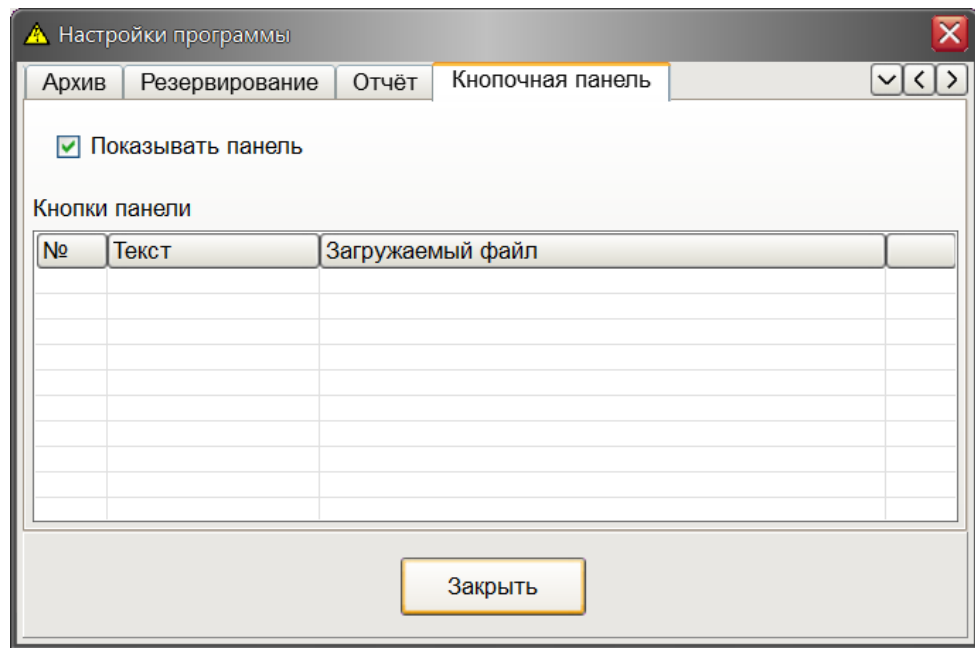 Настройки программы
Архив Резервирование Отчёт Кнопочная панель
Показывать панель
Кнопки панели
№ Текст Загружаемый файл
Закрыть